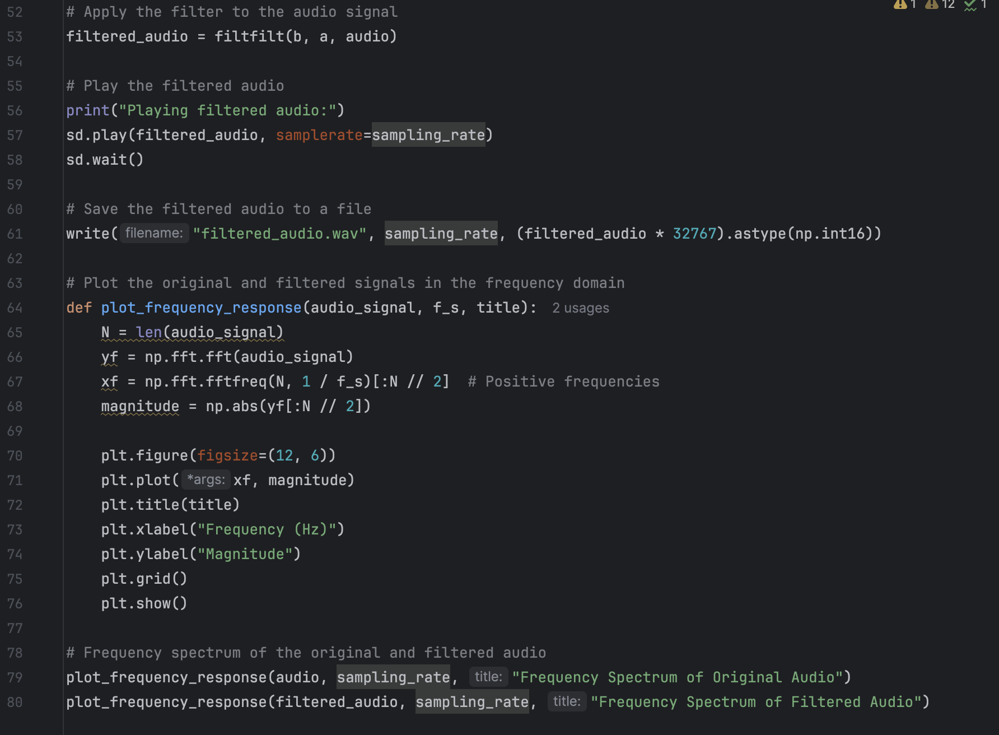 1 12 1
52 # Apply the filter to the audio signal
53 filtered_audio = filtfilt(b, a, audio)
54
55 # Play the filtered audio
56 print("Playing filtered audio:")
57 sd.play(filtered_audio, samplerate=sampling_rate)
58 sd.wait()
59
60 # Save the filtered audio to a file
61 write( filename: "filtered_audio.wav", sampling_rate, (filtered_audio * 32767).astype(np.int16))
62
63 # Plot the original and filtered signals in the frequency domain
64 def plot_frequency_response(audio_signal, f_s, title): 2 usages
65     N = len(audio_signal)
66     yf = np.fft.fft(audio_signal)
67     xf = np.fft.fftfreq(N, 1 / f_s)[:N // 2]  # Positive frequencies
68     magnitude = np.abs(yf[:N // 2])
69
70     plt.figure(figsize=(12, 6))
71     plt.plot( *args: xf, magnitude)
72     plt.title(title)
73     plt.xlabel("Frequency (Hz)")
74     plt.ylabel("Magnitude")
75     plt.grid()
76     plt.show()
77
78 # Frequency spectrum of the original and filtered audio
79 plot_frequency_response(audio, sampling_rate, title: "Frequency Spectrum of Original Audio")
80 plot_frequency_response(filtered_audio, sampling_rate, title: "Frequency Spectrum of Filtered Audio")